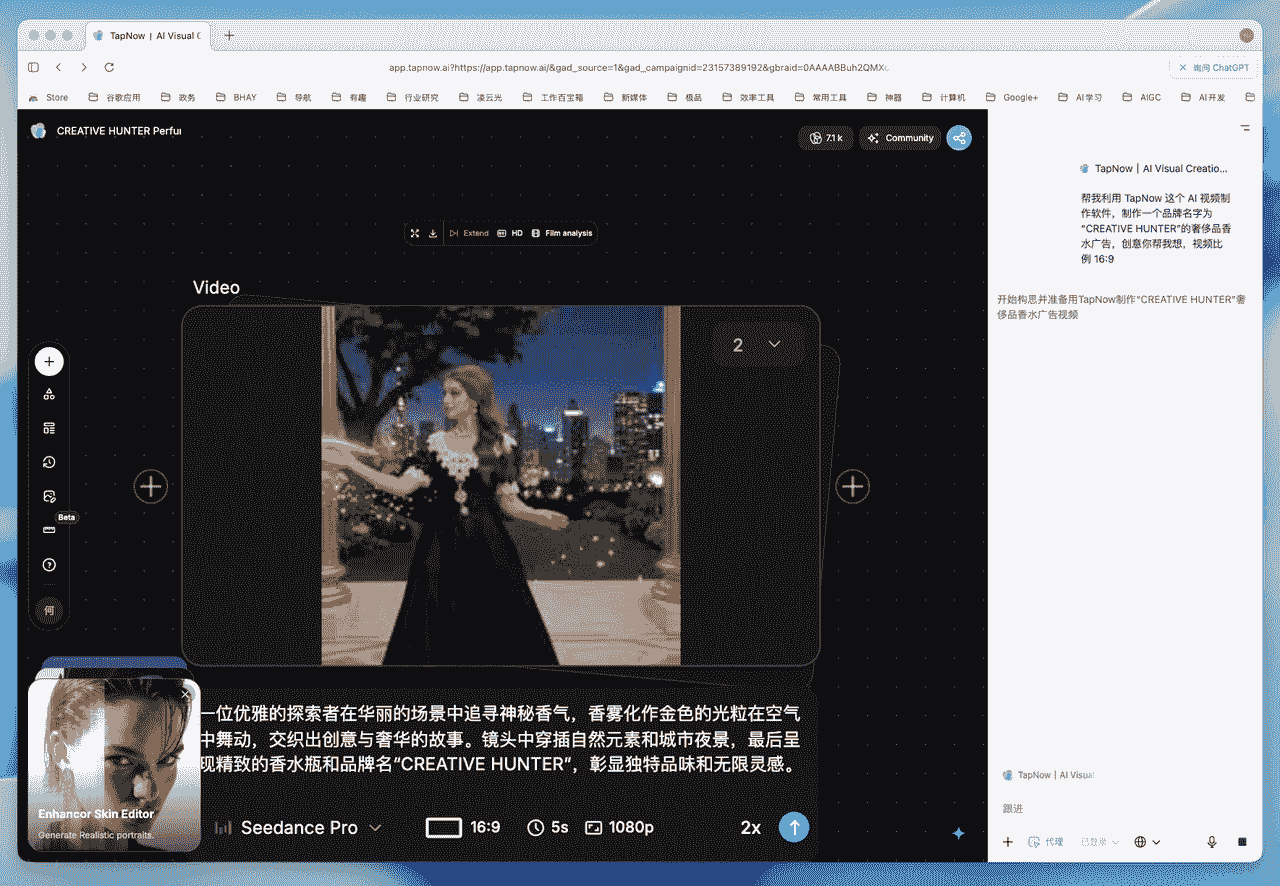 TapNow | AI Visual C
app.tapnow.ai?https://app.tapnow.ai/&gad_source=1&gad_campaignid=23157389192&gbraid=0AAAABBuh2QMX
询问 ChatGPT
Store
谷歌应用
政务
BHAY
导航
有趣
行业研究
凌云光
工作百宝箱
新媒体
极品
效率工具
常用工具
神器
计算机
Google+
AI学习
AIGC
AI开发
CREATIVE HUNTER Perfu
7.1 k
Community
TapNow | AI Visual Creatio...
帮我利用 TapNow 这个 AI 视频制
作软件，制作一个品牌名字为
“CREATIVE HUNTER”的奢侈品香
水广告，创意你帮我想，视频比
例 16:9
Extend
HD
Film analysis
Video
开始构思并准备用TapNow制作“CREATIVE HUNTER”奢
侈品香水广告视频
2
Beta
何
一位优雅的探索者在华丽的场景中追寻神秘香气，香雾化作金色的光粒在空气
中舞动，交织出创意与奢华的故事。镜头中穿插自然元素和城市夜景，最后呈
现精致的香水瓶和品牌名“CREATIVE HUNTER”，彰显独特品味和无限灵感。
Enhancor Skin Editor
Generate Realistic portraits.
Seedance Pro
16:9
5s
1080p
2x
TapNow | AI Visual
跟进
代理
已登录